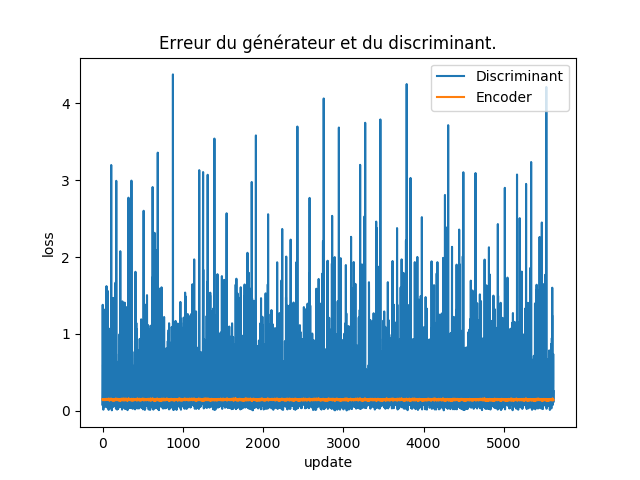 Erreur du générateur et du discriminant.
Discriminant
Encoder
loss
4
3
2
1
0
0 1000 2000 3000 4000 5000
update